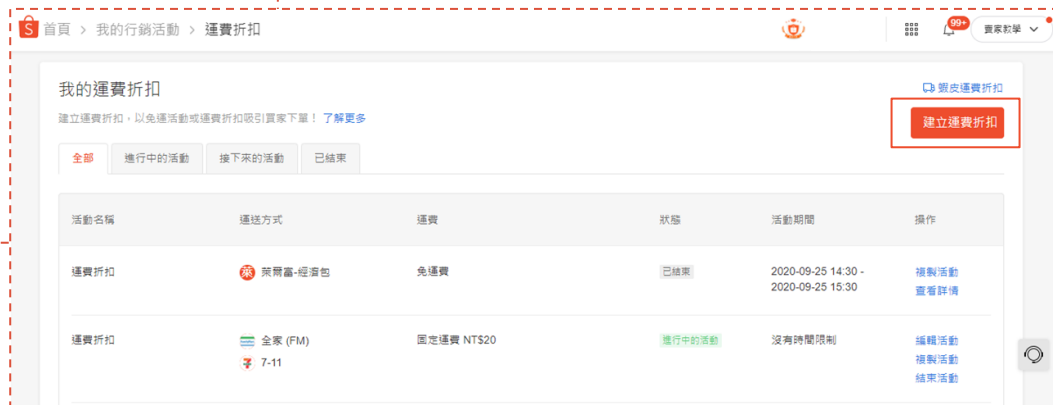 首頁 > 我的行銷活動 > 運費折扣
99+
賣家教學
我的運費折扣
蝦皮運費折扣
建立運費折扣，以免運活動或運費折扣吸引買家下單！ 了解更多
建立運費折扣
全部 進行中的活動 接下來的活動 已結束
活動名稱 運送方式 運費 狀態 活動期間 操作
運費折扣 萊 萊爾富-經濟包 免運費 已結束 2020-09-25 14:30 - 複製活動
2020-09-25 15:30 查看詳情
運費折扣 全家 (FM) 固定運費 NT$20 進行中的活動 沒有時間限制 編輯活動
7-11 複製活動
結束活動